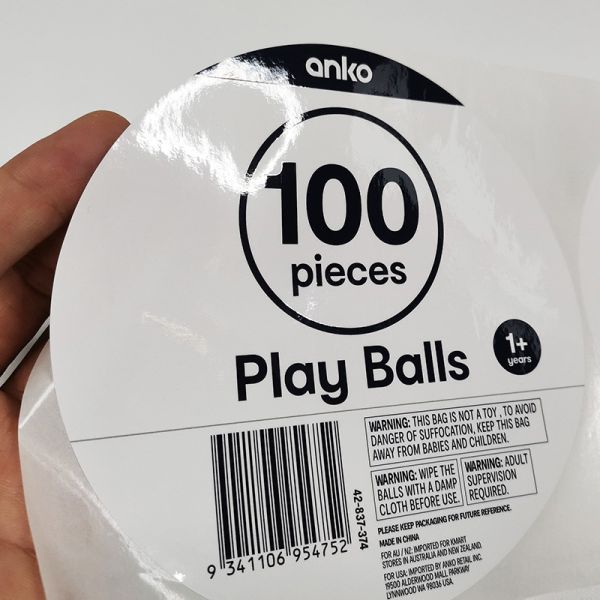 anko
100
pieces
Play Balls
1+
years
WARNING: THIS BAG IS NOT A TOY , TO AVOID
DANGER OF SUFFOCATION, KEEP THIS BAG
AWAY FROM BABIES AND CHILDREN.
WARNING: WIPE THE
BALLS WITH A DAMP
CLOTH BEFORE USE.
WARNING: ADULT
SUPERVISION
REQUIRED.
PLEASE KEEP PACKAGING FOR FUTURE REFERENCE.
MADE IN CHINA
FOR AU / NZ: IMPORTED FOR KMART
STORES IN AUSTRALIA AND NEW ZEALAND.
FOR USA: IMPORTED BY ANKO RETAIL INC.
19500 ALDERWOOD MALL PARKWAY
LYNNWOOD WA 98036 USA
42-837-374
9 341106 954752